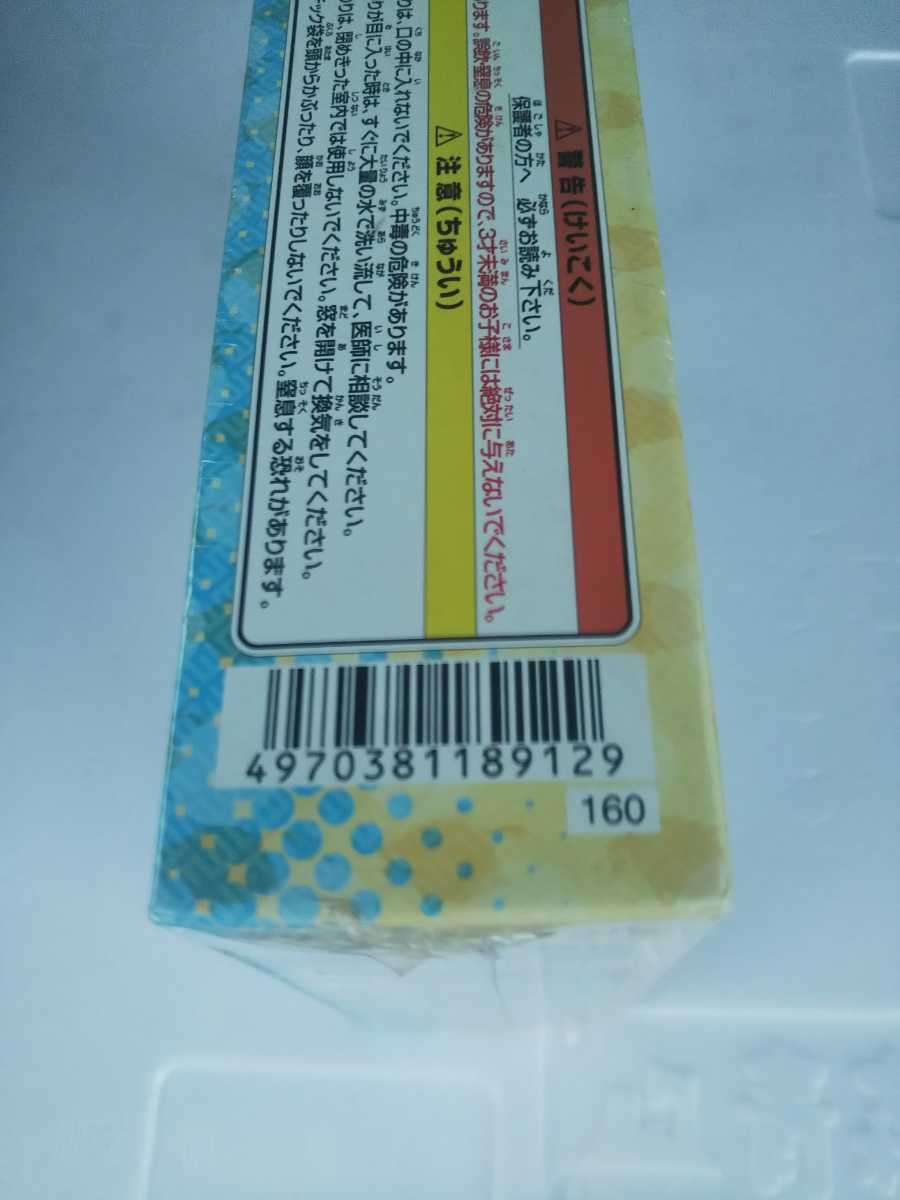 ⚠ 警告(けいこく)
保護者の方へ 必ずお読み下さい。
ります。誤飲・窒息の危険がありますので、3才未満のお子様には絶対に与えないでください。
⚠ 注意(ちゅうい)
りは、口の中に入れないでください。中毒の危険があります。
りが目に入った時は、すぐに大量の水で洗い流して、医師に相談してください。
りは、閉めきった室内では使用しないでください。窓を開けて換気をしてください。
チック袋を頭からかぶったり、顔を覆ったりしないでください。窒息する恐れがあります。
4970381189129
160